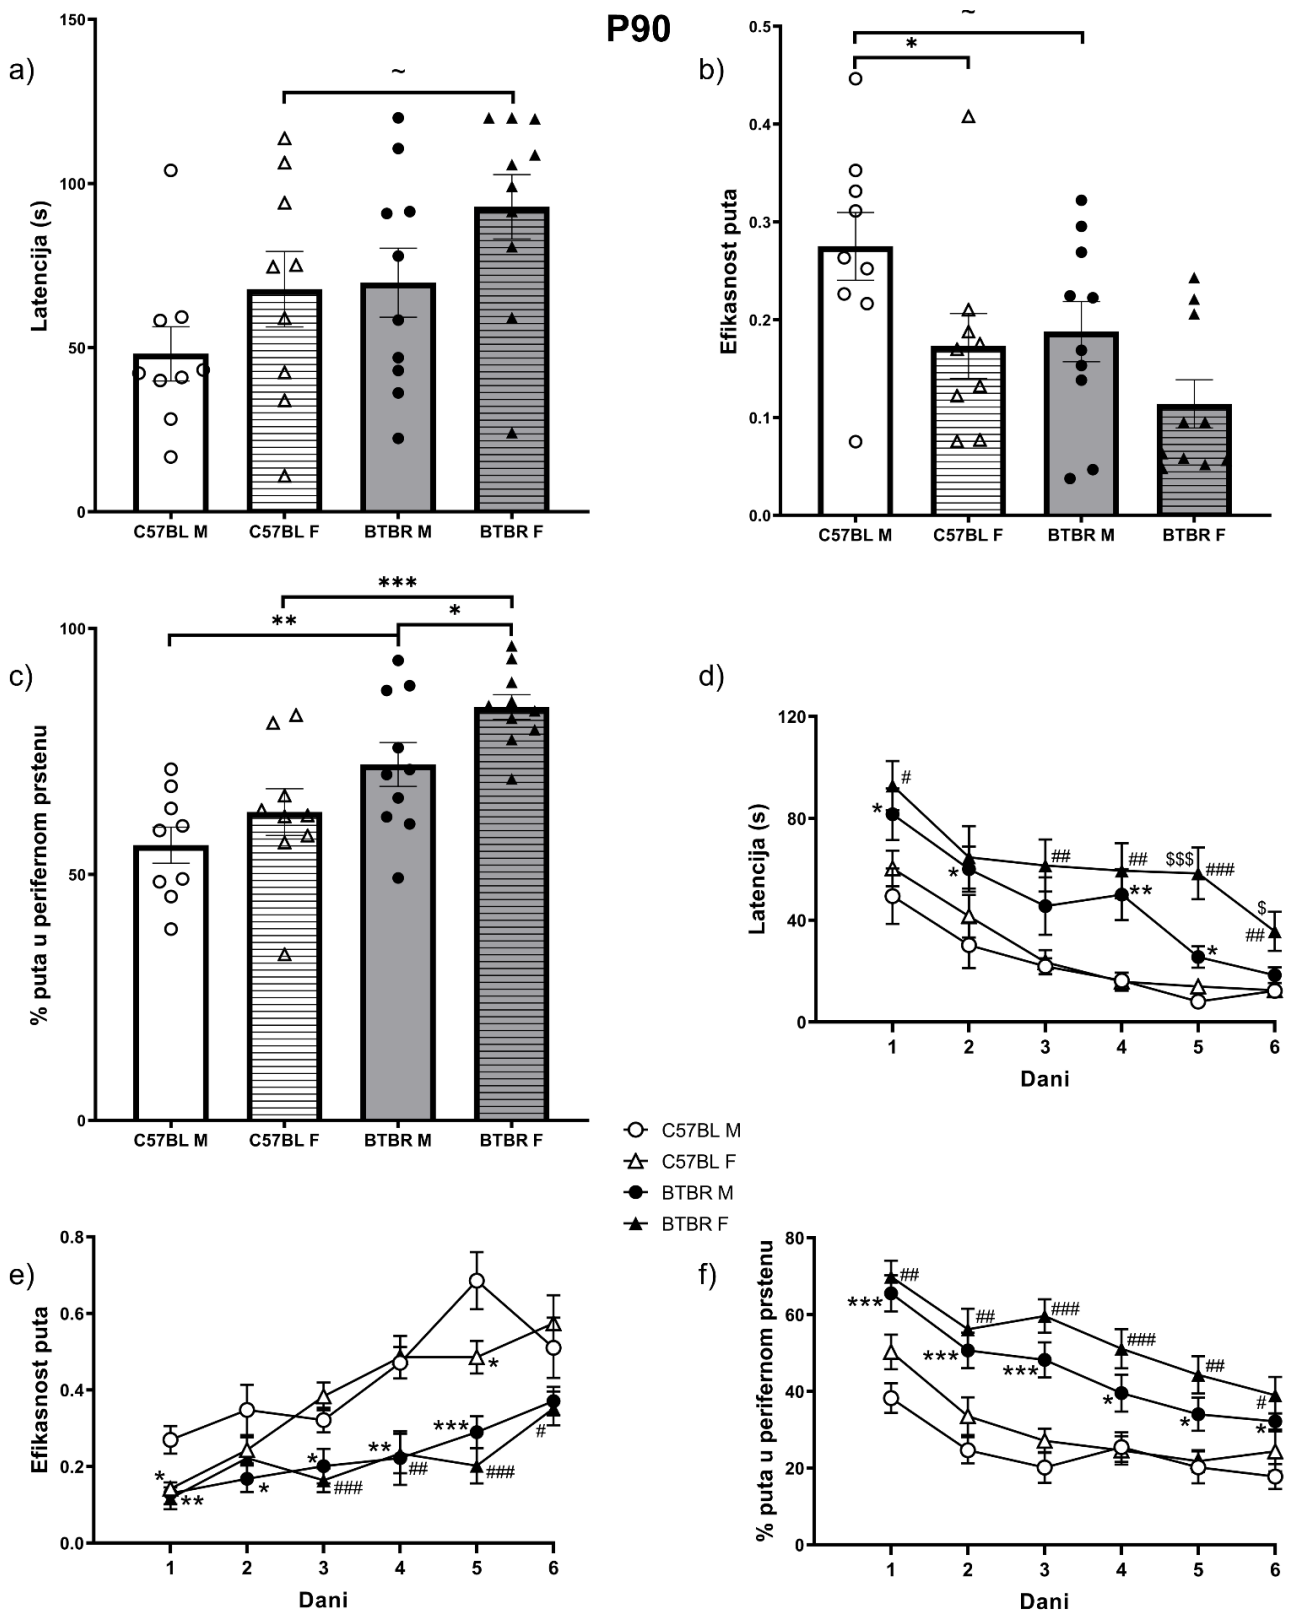 P90
a)
Latencija (s)
150
100
50
0
~
C57BL M
C57BL F
BTBR M
BTBR F
b)
Efikasnost puta
0.5
0.4
0.3
0.2
0.1
0.0
~
*
C57BL M
C57BL F
BTBR M
BTBR F
c)
% puta u perifernom prstenu
100
50
0
***
**
*
C57BL M
C57BL F
BTBR M
BTBR F
d)
Latencija (s)
120
80
40
0
*
#
*
##
##
**
$$$
###
*
$
##
1 2 3 4 5 6
Dani
C57BL M
C57BL F
BTBR M
BTBR F
e)
Efikasnost puta
0.8
0.6
0.4
0.2
0.0
*
**
*
*
###
**
##
***
*
###
#
1 2 3 4 5 6
Dani
f)
% puta u perifernom prstenu
80
60
40
20
0
***
##
***
##
***
###
*
###
*
##
#
*
1 2 3 4 5 6
Dani